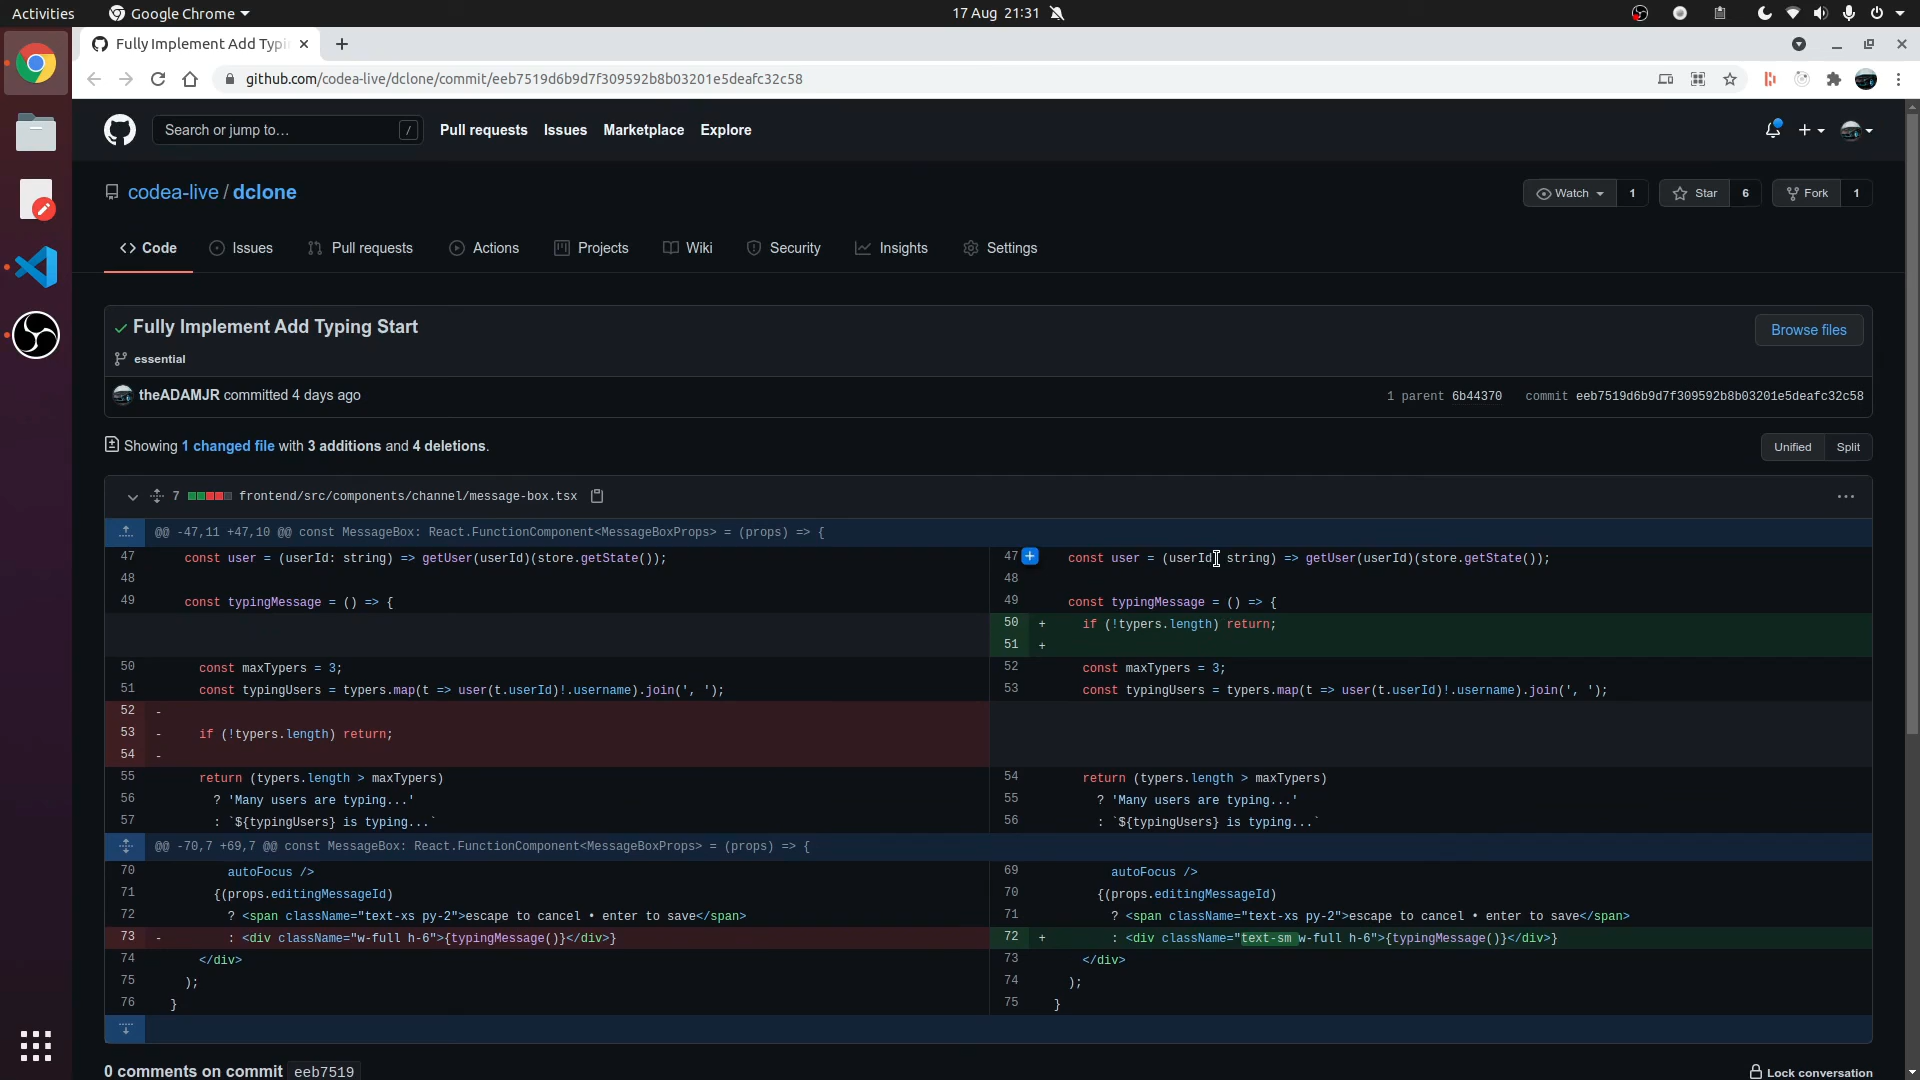 Activities Google Chrome 17 Aug 21:31
Fully Implement Add Typi
github.com/codea-live/dclone/commit/eeb7519d6b9d7f309592b8b03201e5deafc32c58
Search or jump to… / Pull requests Issues Marketplace Explore
codea-live / dclone Watch 1 Star 6 Fork 1
Code Issues Pull requests Actions Projects Wiki Security Insights Settings
Fully Implement Add Typing Start Browse files
essential
theADAMJR committed 4 days ago 1 parent 6b44370 commit eeb7519d6b9d7f309592b8b03201e5deafc32c58
Showing 1 changed file with 3 additions and 4 deletions. Unified Split
7 frontend/src/components/channel/message-box.tsx
@@ -47,11 +47,10 @@ const MessageBox: React.FunctionComponent<MessageBoxProps> = (props) => {
47 const user = (userId: string) => getUser(userId)(store.getState()); 47 + const user = (userId: string) => getUser(userId)(store.getState());
48 48
49 const typingMessage = () => { 49 const typingMessage = () => {
50 + if (!typers.length) return;
51 +
50 const maxTypers = 3; 52 const maxTypers = 3;
51 const typingUsers = typers.map(t => user(t.userId)!.username).join(', '); 53 const typingUsers = typers.map(t => user(t.userId)!.username).join(', ');
52 -
53 - if (!typers.length) return;
54 -
55 return (typers.length > maxTypers) 54 return (typers.length > maxTypers)
56 ? 'Many users are typing...' 55 ? 'Many users are typing...'
57 : `${typingUsers} is typing...` 56 : `${typingUsers} is typing...`
@@ -70,7 +69,7 @@ const MessageBox: React.FunctionComponent<MessageBoxProps> = (props) => {
70 autoFocus /> 69 autoFocus />
71 {(props.editingMessageId) 70 {(props.editingMessageId)
72 ? <span className="text-xs py-2">escape to cancel • enter to save</span> 71 ? <span className="text-xs py-2">escape to cancel • enter to save</span>
73 - : <div className="w-full h-6">{typingMessage()}</div>} 72 + : <div className="text-sm w-full h-6">{typingMessage()}</div>}
74 </div> 73 </div>
75 ); 74 );
76 } 75 }
0 comments on commit eeb7519 Lock conversation